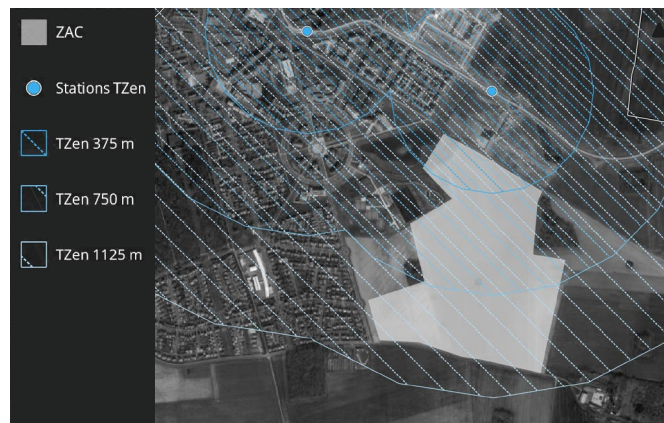 ZAC
Stations TZen
TZen 375 m
TZen 750 m
TZen 1125 m